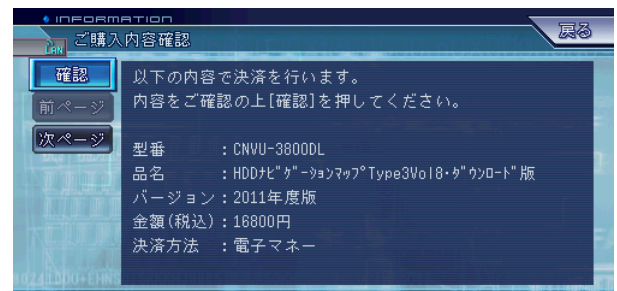 INFORMATION
LAN ご購入内容確認
戻る
確認
前ページ
次ページ
以下の内容で決済を行います。
内容をご確認の上[確認]を押してください。
型番 :CNVU-3800DL
品名 :HDDﾅﾋﾞｹﾞｰｼｮﾝﾏｯﾌﾟType3Vol8･ﾀﾞｳﾝﾛｰﾄﾞ版
バージョン:2011年度版
金額(税込):16800円
決済方法 :電子マネー